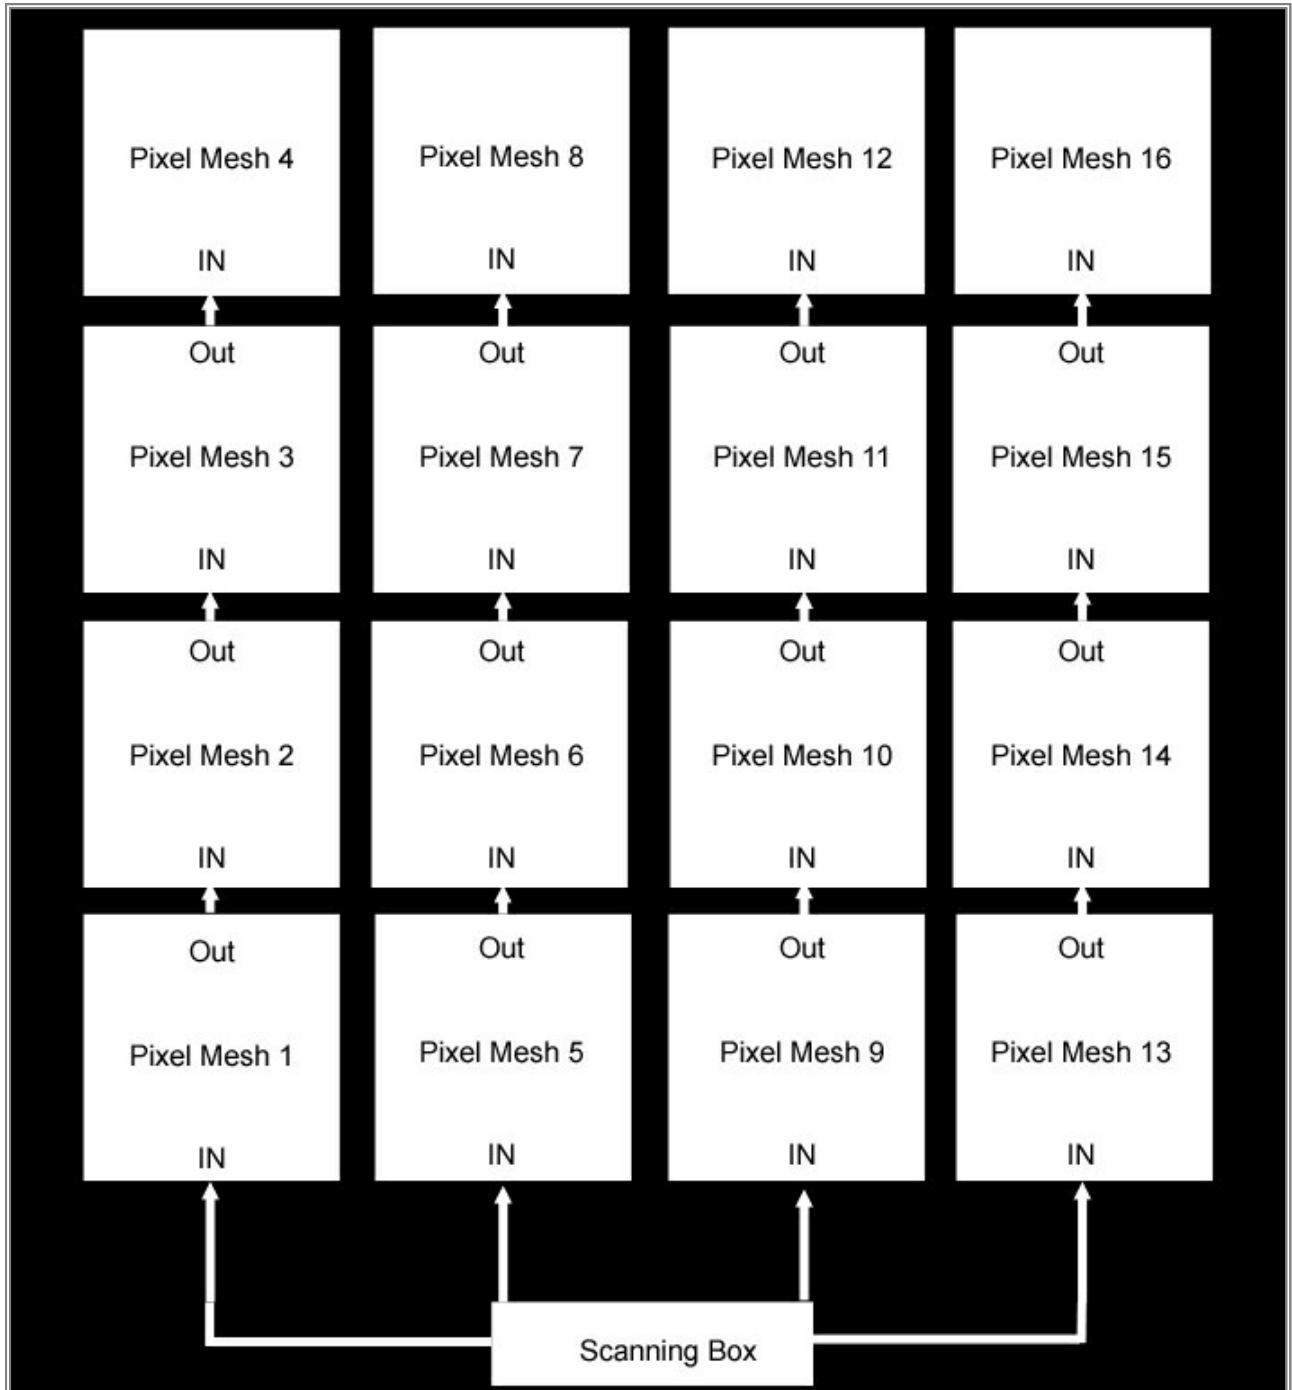 Pixel Mesh 4
Pixel Mesh 8
Pixel Mesh 12
Pixel Mesh 16
IN
IN
IN
IN
Out
Out
Out
Out
Pixel Mesh 3
Pixel Mesh 7
Pixel Mesh 11
Pixel Mesh 15
IN
IN
IN
IN
Out
Out
Out
Out
Pixel Mesh 2
Pixel Mesh 6
Pixel Mesh 10
Pixel Mesh 14
IN
IN
IN
IN
Out
Out
Out
Out
Pixel Mesh 1
Pixel Mesh 5
Pixel Mesh 9
Pixel Mesh 13
IN
IN
IN
IN
Scanning Box